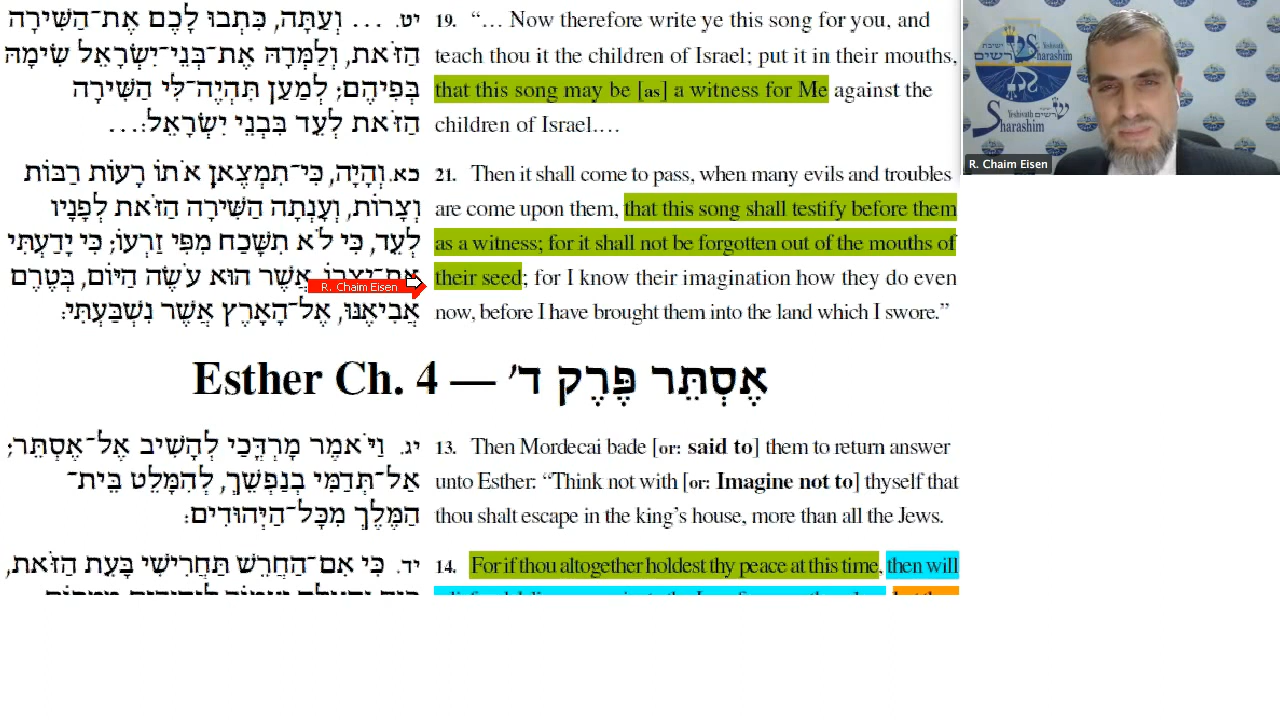 יט. ... וְעַתָּה, כִּתְבוּ לָכֶם אֶת־הַשִּׁירָה
הַזֹּאת, וְלַמְּדָהּ אֶת־בְּנֵי־יִשְׂרָאֵל שִׂימָהּ
בְּפִיהֶם; לְמַעַן תִּהְיֶה־לִּי הַשִּׁירָה
הַזֹּאת לְעֵד בִּבְנֵי יִשְׂרָאֵל:...
19. “… Now therefore write ye this song for you, and
teach thou it the children of Israel; put it in their mouths,
that this song may be [as] a witness for Me against the
children of Israel.…
כא. וְהָיָה, כִּי־תִמְצֶאןָ אֹתוֹ רָעוֹת רַבּוֹת
וְצָרוֹת, וְעָנְתָה הַשִּׁירָה הַזֹּאת לְפָנָיו
לְעֵד, כִּי לֹא תִשָּׁכַח מִפִּי זַרְעוֹ; כִּי יָדַעְתִּי
אֶת־יִצְרוֹ, אֲשֶׁר הוּא עֹשֶׂה הַיּוֹם, בְּטֶרֶם
אֲבִיאֶנּוּ, אֶל־הָאָרֶץ אֲשֶׁר נִשְׁבַּעְתִּי:
21. Then it shall come to pass, when many evils and troubles
are come upon them, that this song shall testify before them
as a witness; for it shall not be forgotten out of the mouths of
their seed; for I know their imagination how they do even
now, before I have brought them into the land which I swore.”
R. Chaim Eisen
Esther Ch. 4 — אֶסְתֵּר פֶּרֶק ד׳
יג. וַיֹּאמֶר מָרְדֳּכַי לְהָשִׁיב אֶל־אֶסְתֵּר;
אַל־תְּדַמִּי בְנַפְשֵׁךְ, לְהִמָּלֵט בֵּית־
הַמֶּלֶךְ מִכָּל־הַיְּהוּדִים:
13. Then Mordecai bade [or: said to] them to return answer
unto Esther: “Think not with [or: Imagine not to] thyself that
thou shalt escape in the king’s house, more than all the Jews.
יד. כִּי אִם־הַחֲרֵשׁ תַּחֲרִישִׁי בָּעֵת הַזֹּאת,
14. For if thou altogether holdest thy peace at this time, then will
Yeshivath
Sharashim
ישיבת
שרשים
Yeshivath
Sharashim
R. Chaim Eisen